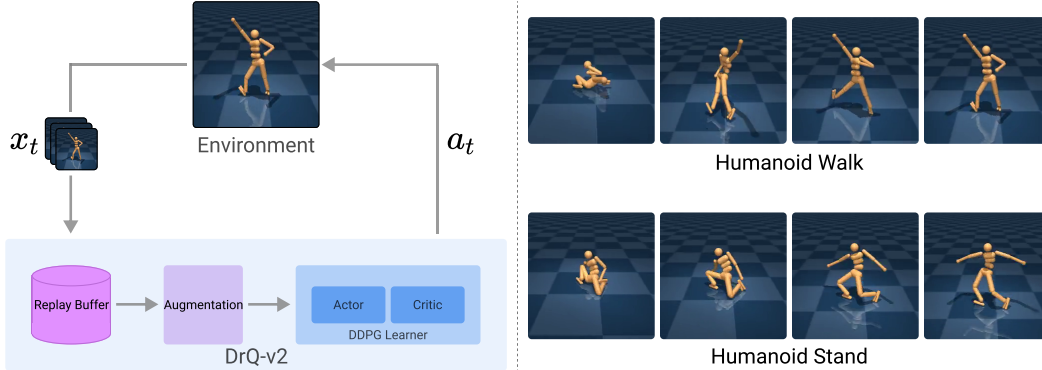 Environment
x_t
a_t
Replay Buffer
Augmentation
Actor
Critic
DDPG Learner
DrQ-v2
Humanoid Walk
Humanoid Stand